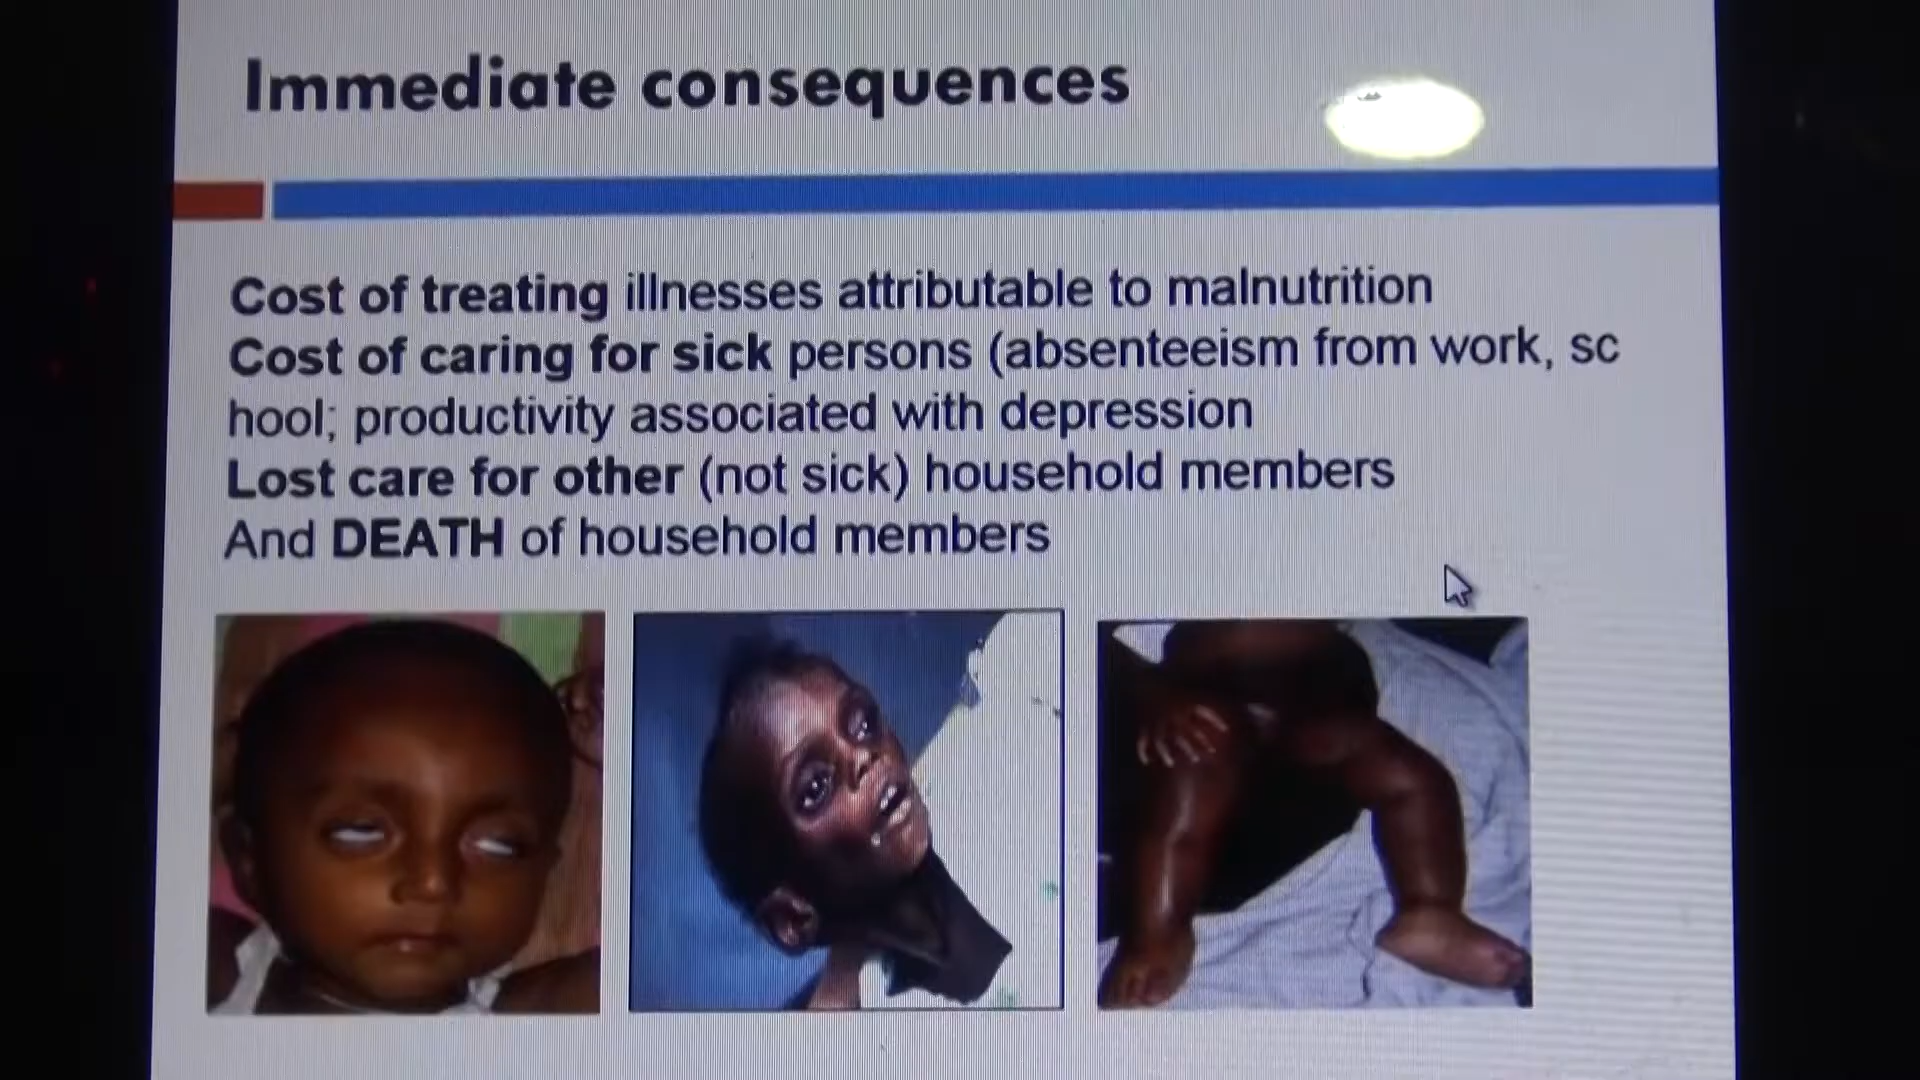 Immediate consequences
Cost of treating illnesses attributable to malnutrition
Cost of caring for sick persons (absenteeism from work, sc
hool; productivity associated with depression
Lost care for other (not sick) household members
And DEATH of household members